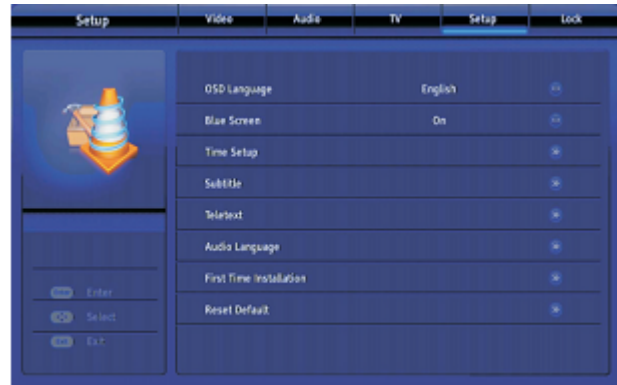 Setup Video Audio TV Setup Lock
OSD Language English
Blue Screen On
Time Setup
Subtitle
Teletext
Audio Language
First Time Installation
Reset Default
Enter
Select
Exit